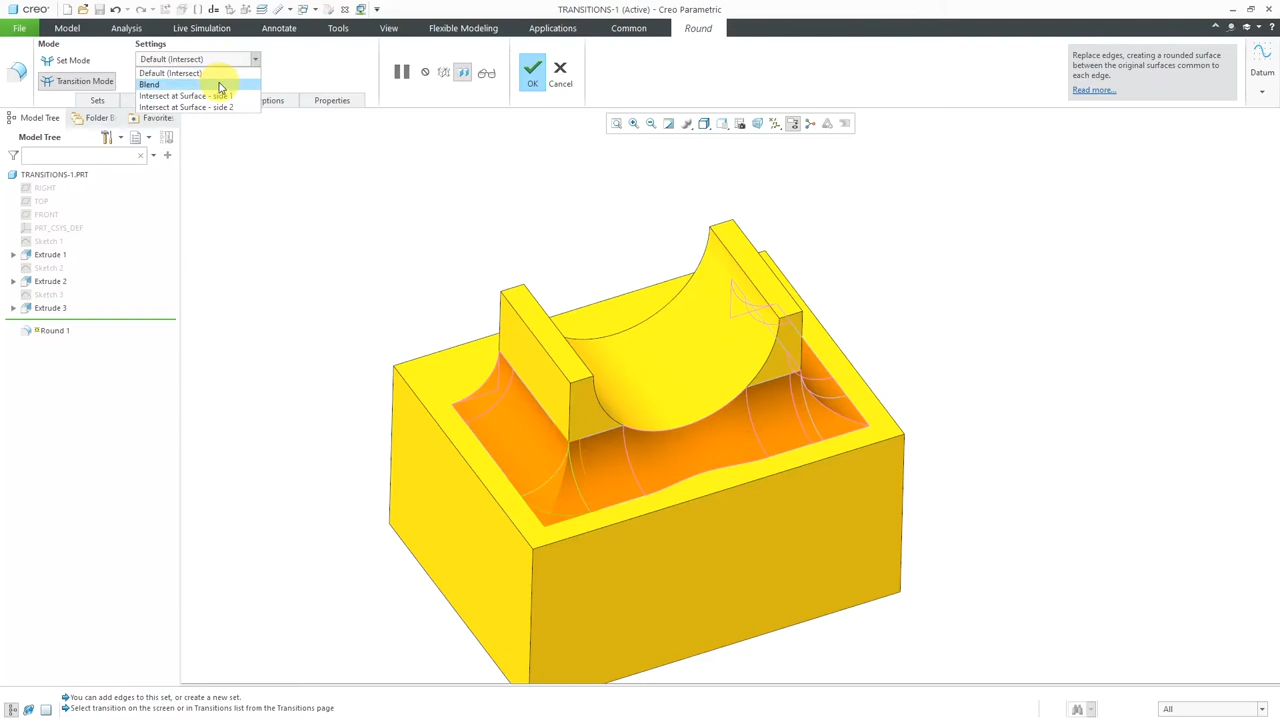 creo
TRANSITIONS-1 (Active) - Creo Parametric
File Model Analysis Live Simulation Annotate Tools View Flexible Modeling Applications Common Round
Mode Settings
Set Mode Default (Intersect)
Transition Mode
Default (Intersect)
Blend
Intersect at Surface - side 1
Intersect at Surface - side 2
OK Cancel
Replace edges, creating a rounded surface
between the original surfaces common to
each edge.
Read more...
Datum
Sets ptions Properties
Model Tree Folder B Favorite
Model Tree
TRANSITIONS-1.PRT
RIGHT
TOP
FRONT
PRT_CSYS_DEF
Sketch 1
Extrude 1
Sketch 2
Extrude 2
Sketch 3
Extrude 3
Round 1
You can add edges to this set, or create a new set.
Select transition on the screen or in Transitions list from the Transitions page
All